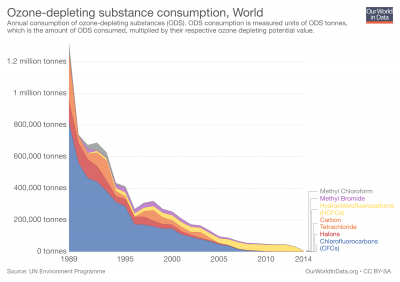 Ozone-depleting substance consumption, World
Our World
in Data
Annual consumption of ozone-depleting substances (ODS). ODS consumption is measured units of ODS tonnes,
which is the amount of ODS consumed, multiplied by their respective ozone depleting potential value.
1.2 million tonnes
1 million tonnes
800,000 tonnes
600,000 tonnes
400,000 tonnes
200,000 tonnes
0 tonnes
Methyl Chloroform
Methyl Bromide
Hydrochlorofluorocarbons
(HCFCs)
Carbon
Tetrachloride
Halons
Chlorofluorocarbons
(CFCs)
1989
1995
2000
2005
2010
2014
Source: UN Environment Programme
OurWorldInData.org • CC BY-SA